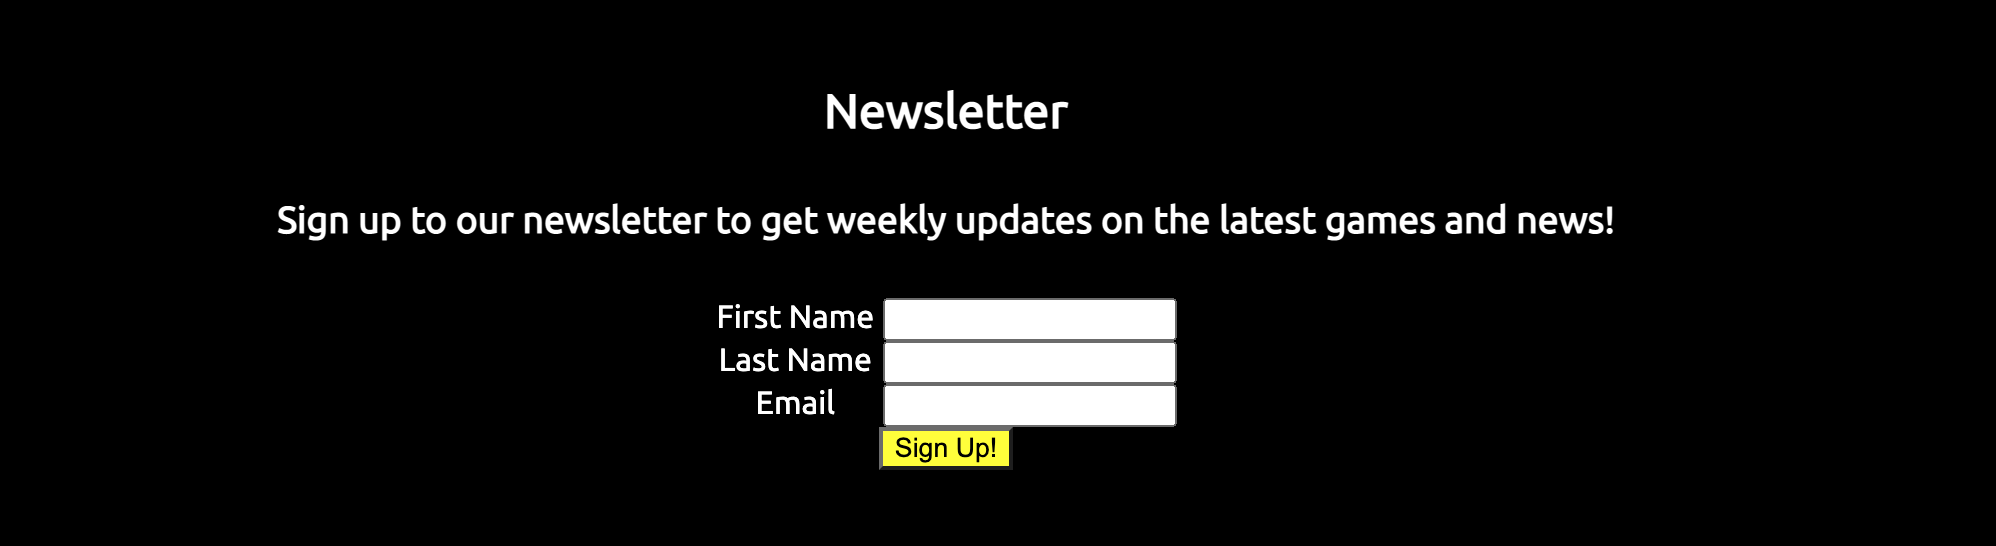 Newsletter
Sign up to our newsletter to get weekly updates on the latest games and news!
First Name
Last Name
Email
Sign Up!